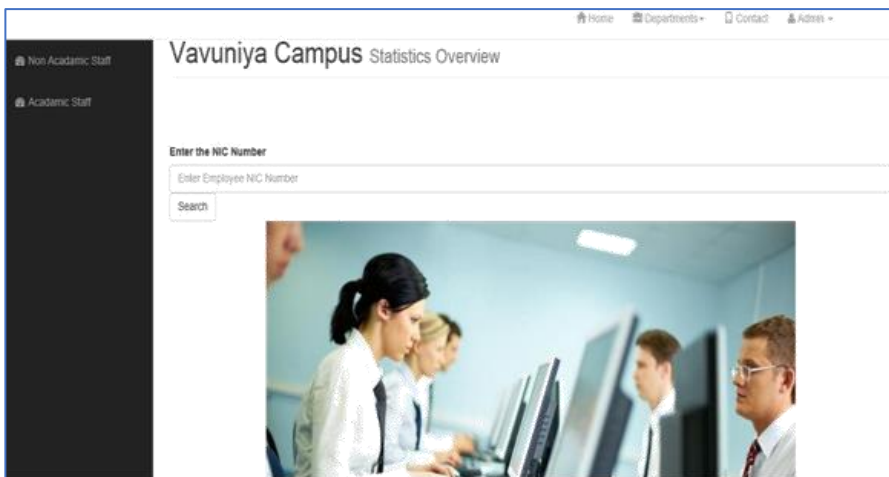 Home Departments Contact Admin
Non Acadamic Staff
Acadamic Staff
Vavuniya Campus Statistics Overview
Enter the NIC Number
Enter Employee NIC Number
Search